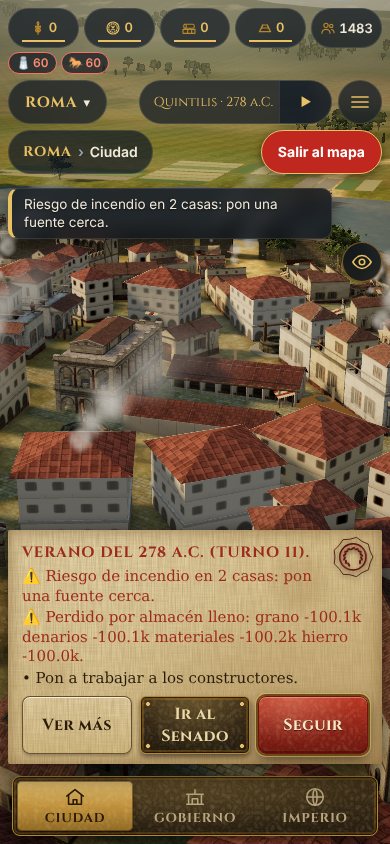 0 0 0 0 1483
60 60
ROMA ▾ QUINTILIS · 278 A.C.
ROMA › Ciudad Salir al mapa
Riesgo de incendio en 2 casas: pon una
fuente cerca.
VERANO DEL 278 A.C. (TURNO 11).
⚠️ Riesgo de incendio en 2 casas: pon
una fuente cerca.
⚠️ Perdido por almacén lleno: grano -100.1k
denarios -100.1k materiales -100.2k hierro
-100.0k.
• Pon a trabajar a los constructores.
VER MÁS
IR AL
SENADO
SEGUIR
CIUDAD GOBIERNO IMPERIO